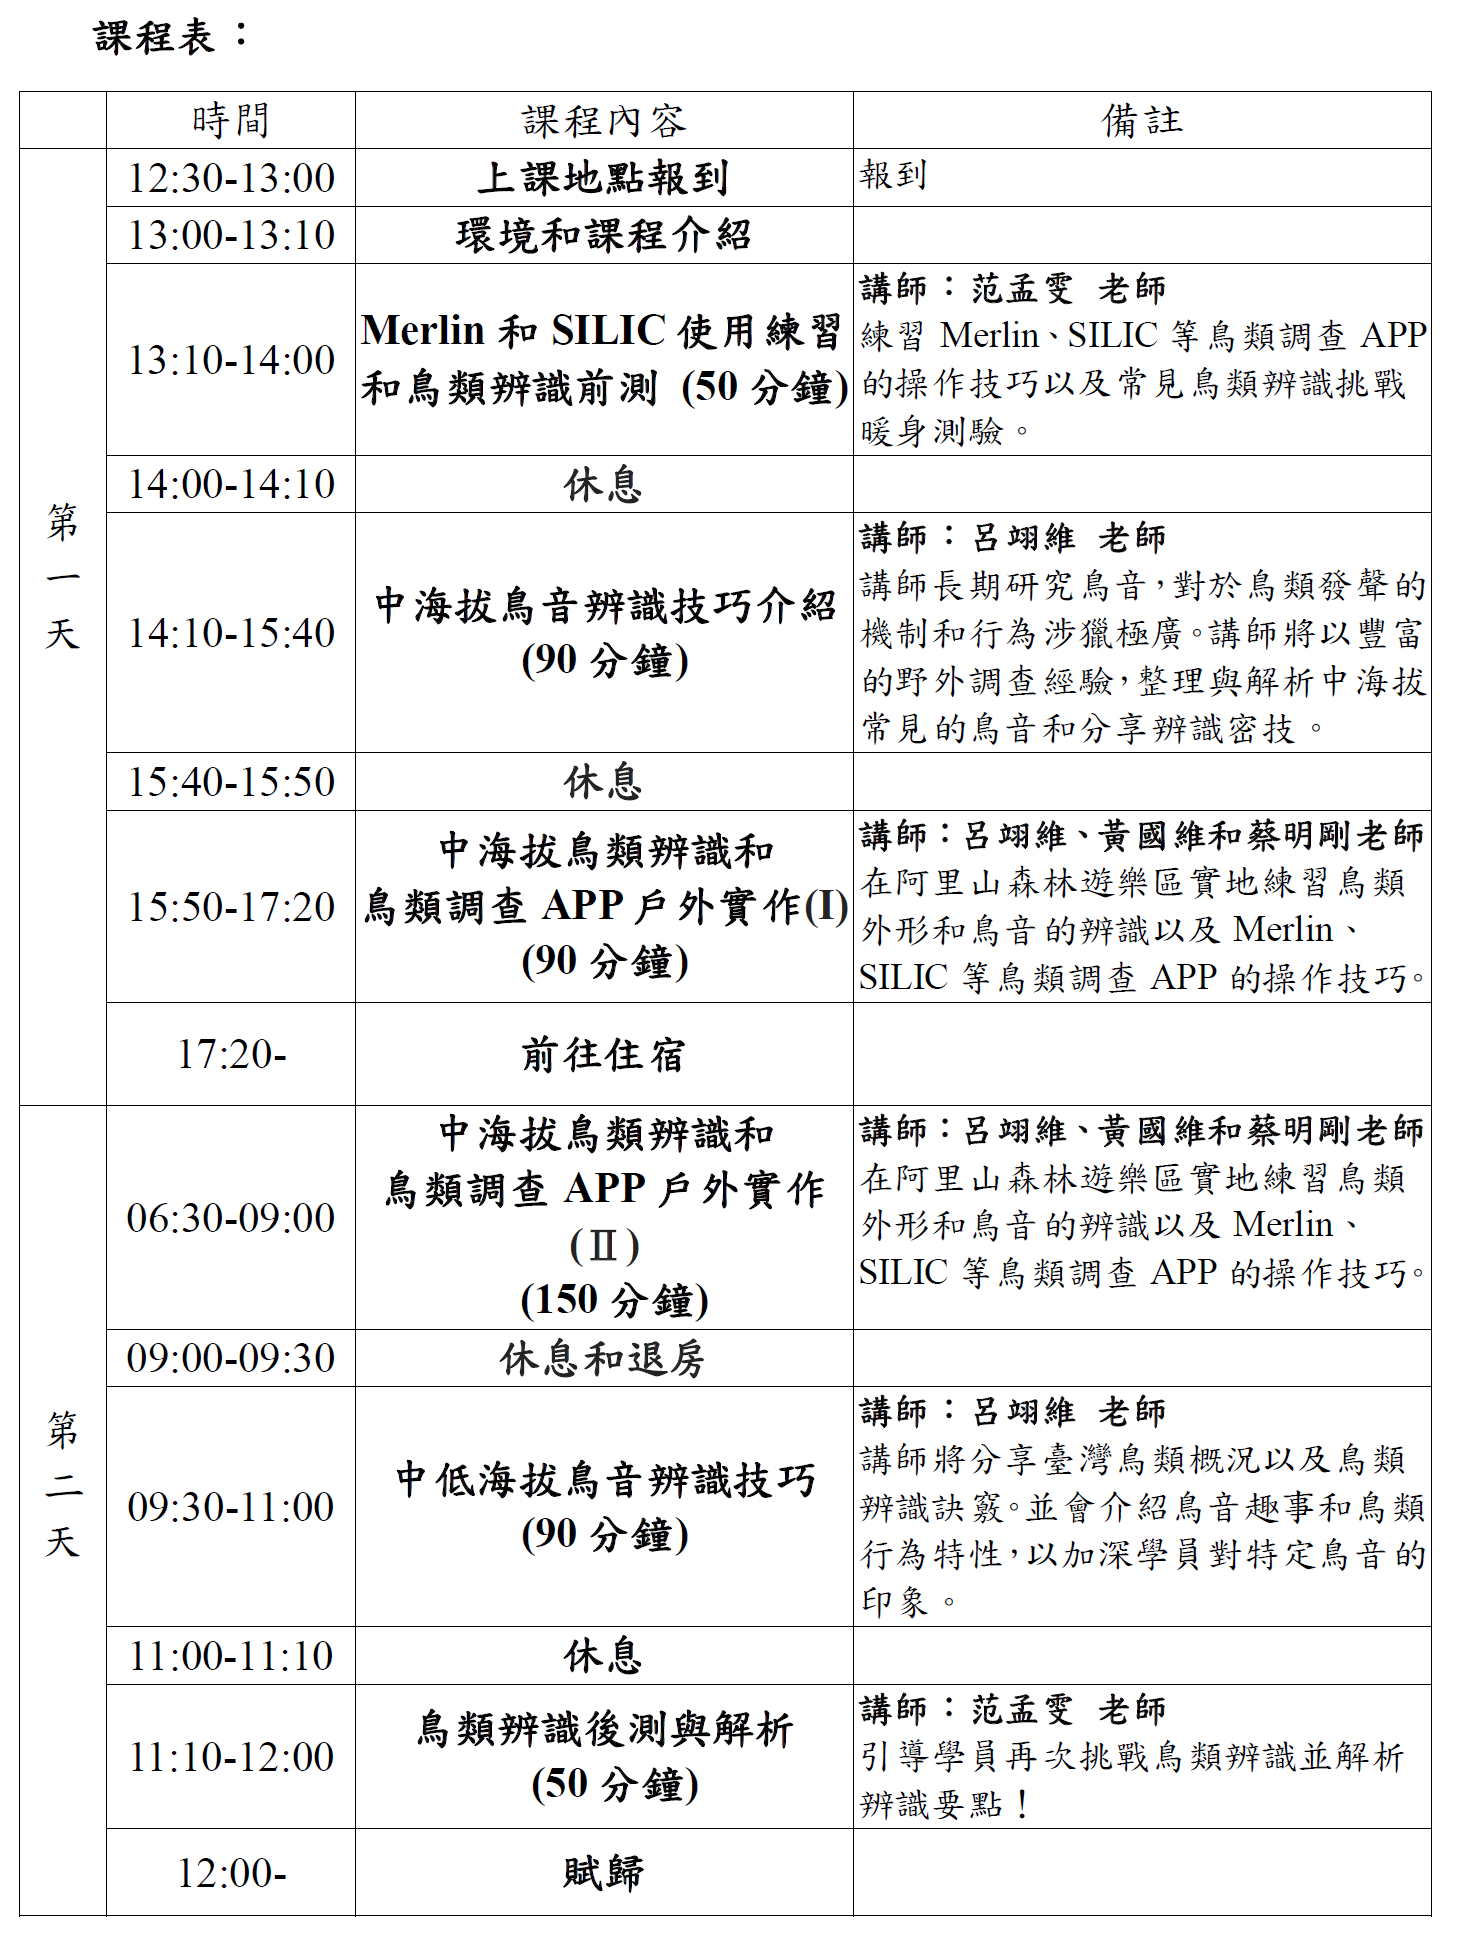 課程表：
時間 課程內容 備註
第一天
12:30-13:00 上課地點報到 報到
13:00-13:10 環境和課程介紹
13:10-14:00
Merlin 和 SILIC 使用練習
和鳥類辨識前測 (50 分鐘)
講師：范孟雯 老師
練習 Merlin、SILIC 等鳥類調查 APP
的操作技巧以及常見鳥類辨識挑戰
暖身測驗。
14:00-14:10 休息
14:10-15:40
中海拔鳥音辨識技巧介紹
(90 分鐘)
講師：呂翊維 老師
講師長期研究鳥音，對於鳥類發聲的
機制和行為涉獵極廣。講師將以豐富
的野外調查經驗，整理與解析中海拔
常見的鳥音和分享辨識密技。
15:40-15:50 休息
15:50-17:20
中海拔鳥類辨識和
鳥類調查 APP 戶外實作(I)
(90 分鐘)
講師：呂翊維、黃國維和蔡明剛老師
在阿里山森林遊樂區實地練習鳥類
外形和鳥音的辨識以及 Merlin、
SILIC 等鳥類調查 APP 的操作技巧。
17:20- 前往住宿
第二天
06:30-09:00
中海拔鳥類辨識和
鳥類調查 APP 戶外實作
(Ⅱ)
(150 分鐘)
講師：呂翊維、黃國維和蔡明剛老師
在阿里山森林遊樂區實地練習鳥類
外形和鳥音的辨識以及 Merlin、
SILIC 等鳥類調查 APP 的操作技巧。
09:00-09:30 休息和退房
09:30-11:00
中低海拔鳥音辨識技巧
(90 分鐘)
講師：呂翊維 老師
講師將分享臺灣鳥類概況以及鳥類
辨識訣竅。並會介紹鳥音趣事和鳥類
行為特性，以加深學員對特定鳥音的
印象。
11:00-11:10 休息
11:10-12:00
鳥類辨識後測與解析
(50 分鐘)
講師：范孟雯 老師
引導學員再次挑戰鳥類辨識並解析
辨識要點！
12:00- 賦歸